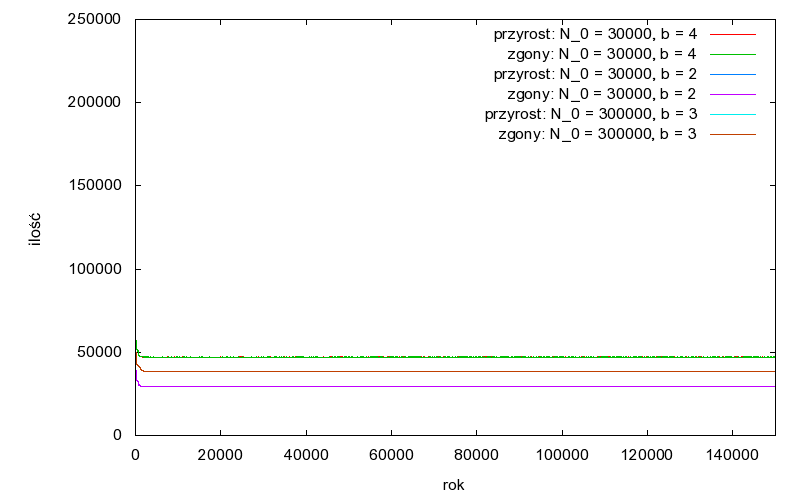 250000
200000
150000
100000
50000
0
ilość
przyrost: N_0 = 30000, b = 4
zgony: N_0 = 30000, b = 4
przyrost: N_0 = 30000, b = 2
zgony: N_0 = 30000, b = 2
przyrost: N_0 = 300000, b = 3
zgony: N_0 = 300000, b = 3
0 20000 40000 60000 80000 100000 120000 140000
rok